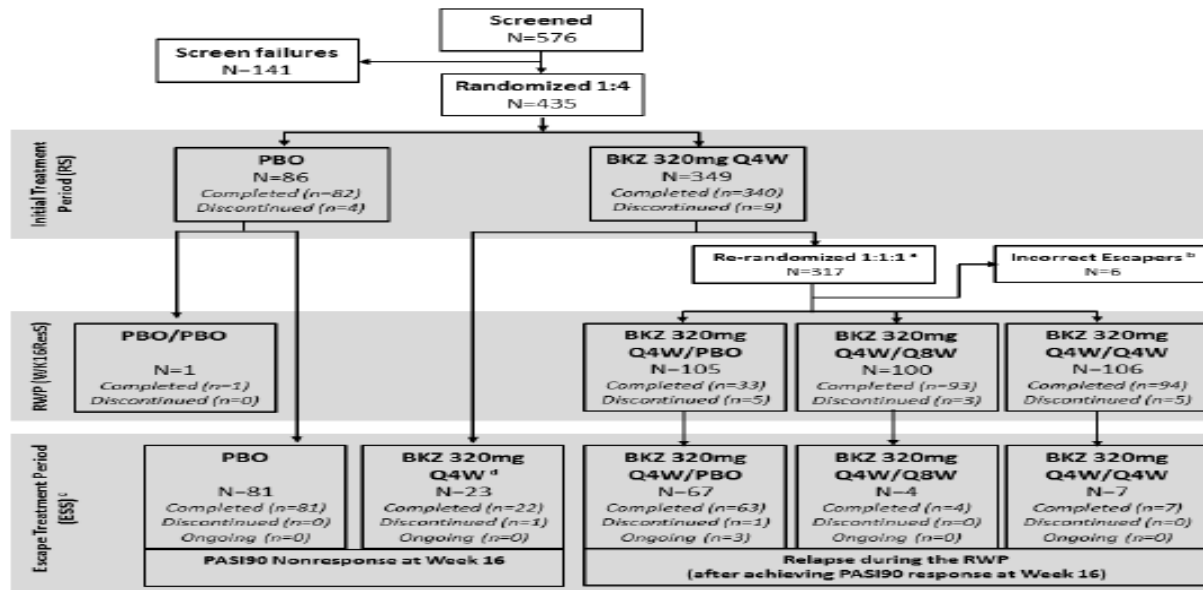 Screened
N=576
Screen failures
N=141
Randomized 1:4
N=435
Initial Treatment
Period (RS)
PBO
N=86
Completed (n=82)
Discontinued (n=4)
BKZ 320mg Q4W
N=349
Completed (n=340)
Discontinued (n=9)
Re-randomized 1:1:1 a
N=317
Incorrect Escapers b
N=6
RWP (WK16ResS)
PBO/PBO
N=1
Completed (n=1)
Discontinued (n=0)
BKZ 320mg
Q4W/PBO
N=105
Completed (n=33)
Discontinued (n=5)
BKZ 320mg
Q4W/Q8W
N=100
Completed (n=93)
Discontinued (n=3)
BKZ 320mg
Q4W/Q4W
N=106
Completed (n=94)
Discontinued (n=5)
Escape Treatment Period
(ESS) c
PBO
N=81
Completed (n=81)
Discontinued (n=0)
Ongoing (n=0)
BKZ 320mg
Q4W d
N=23
Completed (n=22)
Discontinued (n=1)
Ongoing (n=0)
BKZ 320mg
Q4W/PBO
N=67
Completed (n=63)
Discontinued (n=1)
Ongoing (n=3)
BKZ 320mg
Q4W/Q8W
N=4
Completed (n=4)
Discontinued (n=0)
Ongoing (n=0)
BKZ 320mg
Q4W/Q4W
N=7
Completed (n=7)
Discontinued (n=0)
Ongoing (n=0)
PASI90 Nonresponse at Week 16
Relapse during the RWP
(after achieving PASI90 response at Week 16)